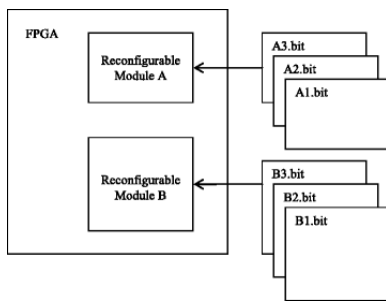 FPGA
Reconfigurable
Module A
A3.bit
A2.bit
A1.bit
Reconfigurable
Module B
B3.bit
B2.bit
B1.bit